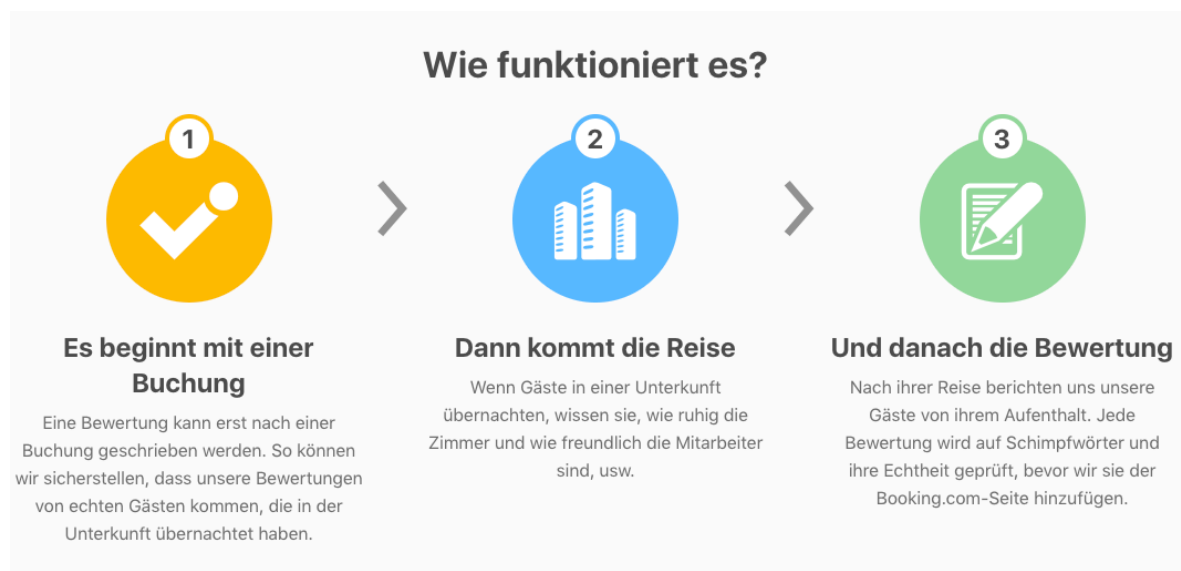 Wie funktioniert es?
1
Es beginnt mit einer
Buchung
Eine Bewertung kann erst nach einer
Buchung geschrieben werden. So können
wir sicherstellen, dass unsere Bewertungen
von echten Gästen kommen, die in der
Unterkunft übernachtet haben.
2
Dann kommt die Reise
Wenn Gäste in einer Unterkunft
übernachten, wissen sie, wie ruhig die
Zimmer und wie freundlich die Mitarbeiter
sind, usw.
3
Und danach die Bewertung
Nach ihrer Reise berichten uns unsere
Gäste von ihrem Aufenthalt. Jede
Bewertung wird auf Schimpfwörter und
ihre Echtheit geprüft, bevor wir sie der
Booking.com-Seite hinzufügen.